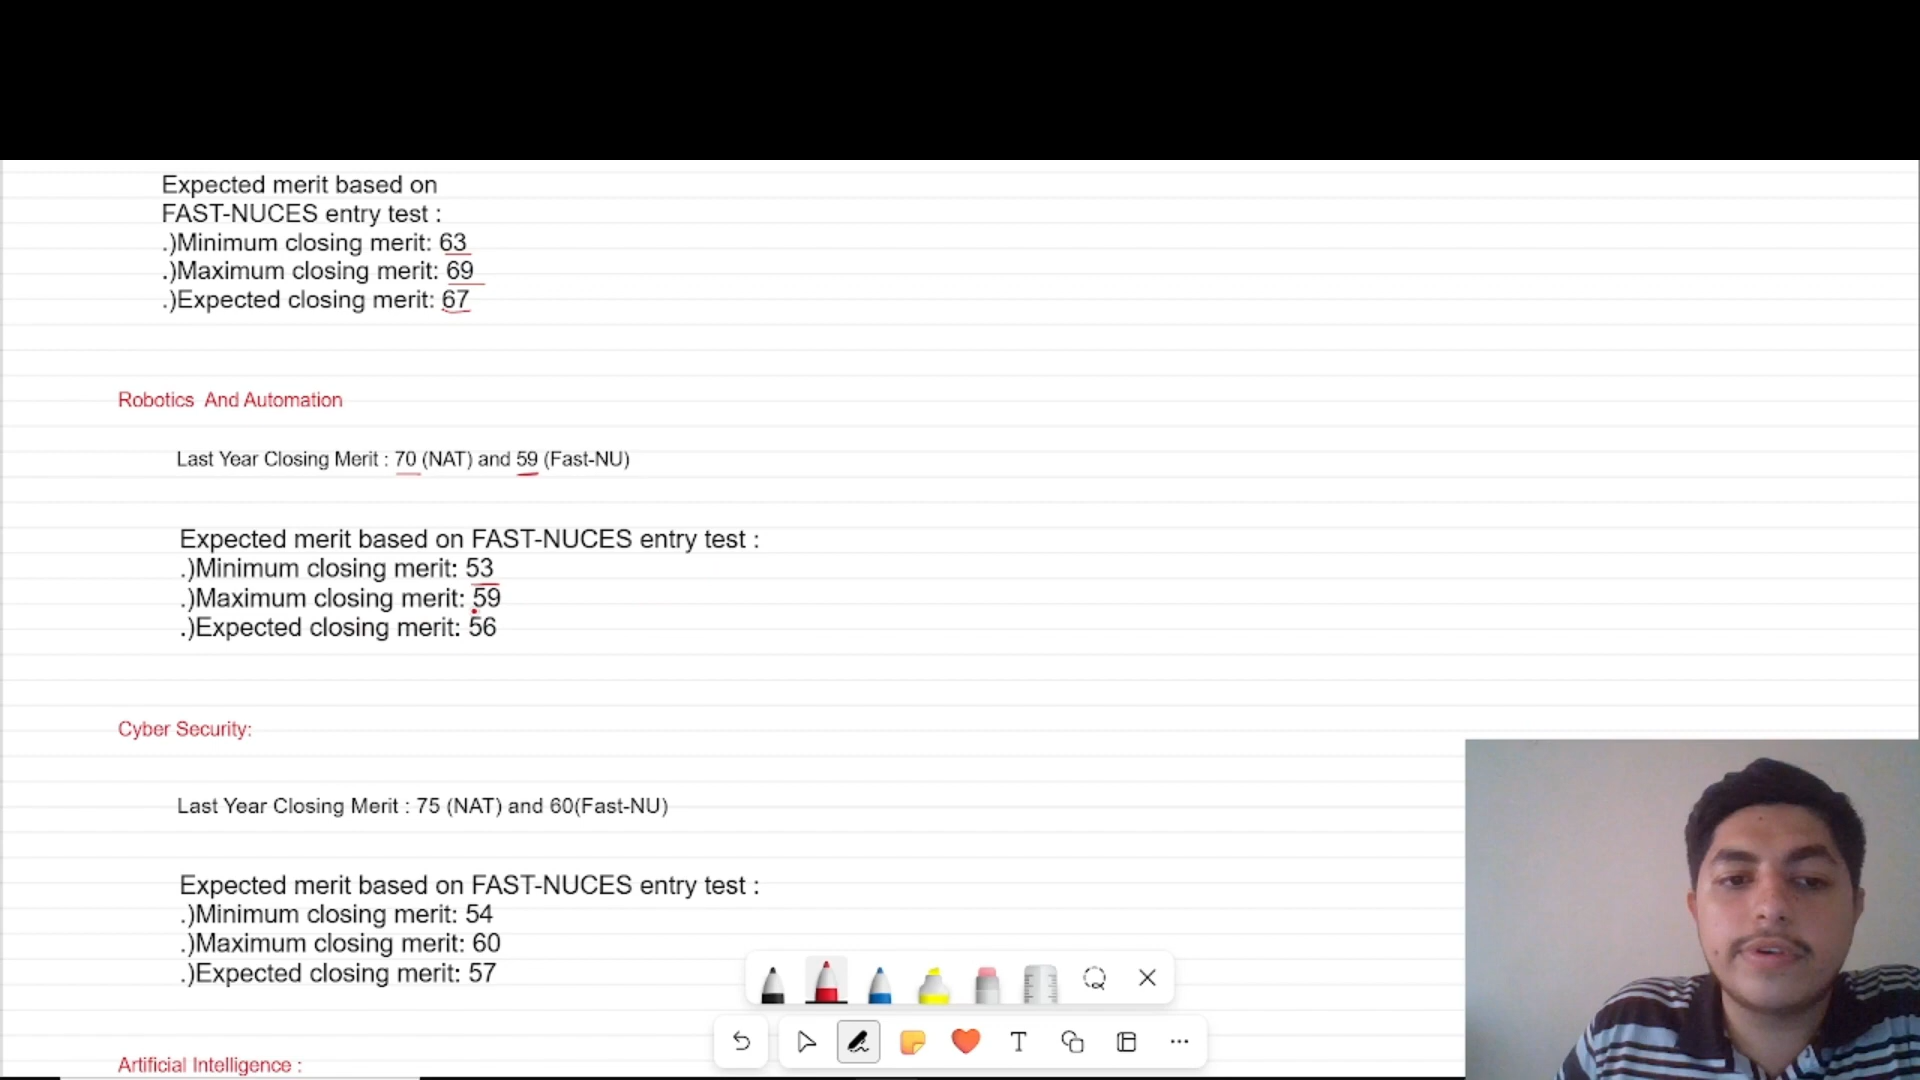 Expected merit based on
FAST-NUCES entry test :
.)Minimum closing merit: 63
.)Maximum closing merit: 69
.)Expected closing merit: 67
Robotics And Automation
Last Year Closing Merit : 70 (NAT) and 59 (Fast-NU)
Expected merit based on FAST-NUCES entry test :
.)Minimum closing merit: 53
.)Maximum closing merit: 59
.)Expected closing merit: 56
Cyber Security:
Last Year Closing Merit : 75 (NAT) and 60(Fast-NU)
Expected merit based on FAST-NUCES entry test :
.)Minimum closing merit: 54
.)Maximum closing merit: 60
.)Expected closing merit: 57
Artificial Intelligence :